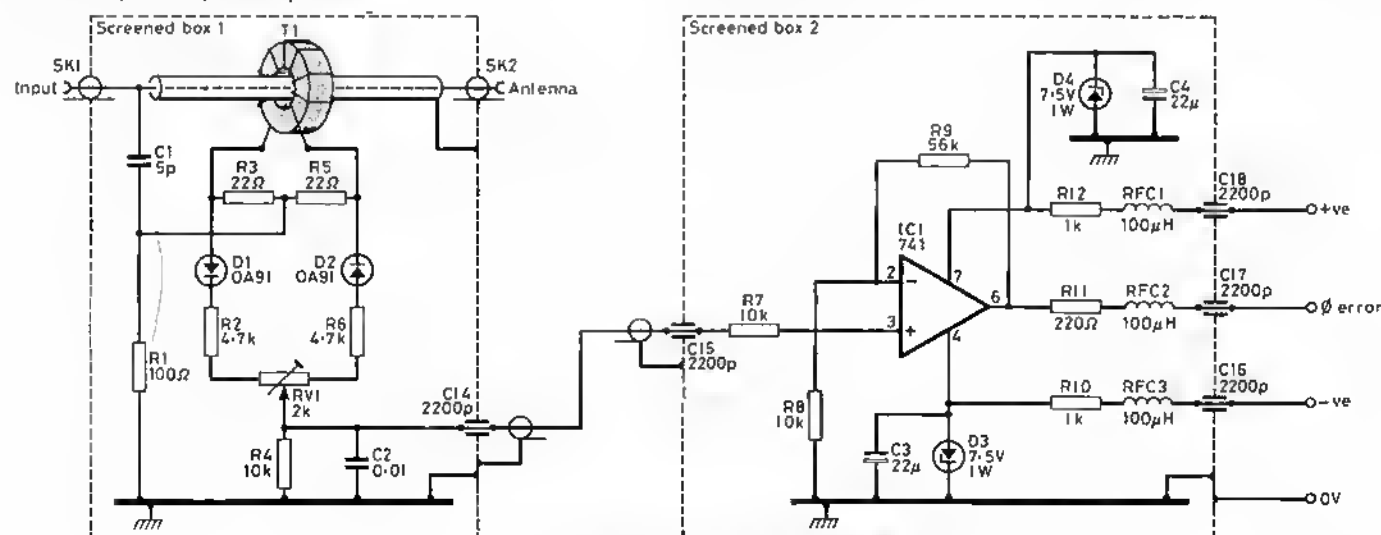 Screened box 1
T1
SK1
SK2
Input
Antenna
C1
5p
R3
22Ω
R5
22Ω
D1
OA91
D2
OA91
R2
4·7k
R6
4·7k
R1
100Ω
RV1
2k
C14
2200p
R4
10k
C2
0·01
Screened box 2
D4
7·5V
1W
C4
22μ
R9
56k
C18
2200p
R12
1k
RFC1
100μH
+ve
IC1
741
7
2
-
6
3
+
4
R7
10k
C15
2200p
R11
220Ω
RFC2
100μH
C17
2200p
Ø error
R8
10k
R10
1k
RFC3
100μH
C16
2200p
-ve
C3
22μ
D3
7·5V
1W
0V